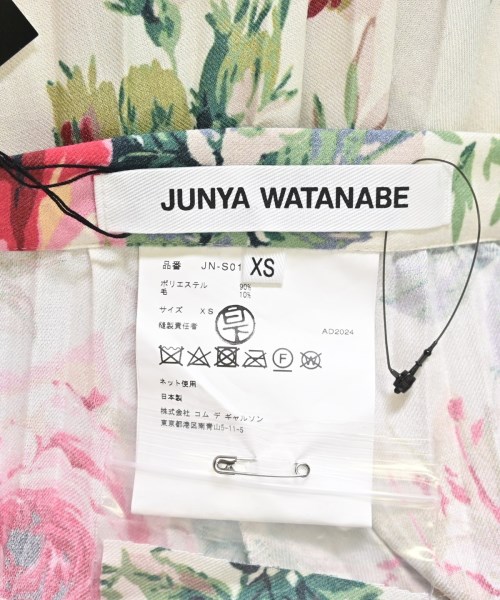 JUNYA WATANABE
品番 JN-S01 XS
ポリエステル 90%
毛 10%
サイズ XS
縫製責任者
AD2024
ネット使用
日本製
株式会社 コム デ ギャルソン
東京都港区南青山5-11-5